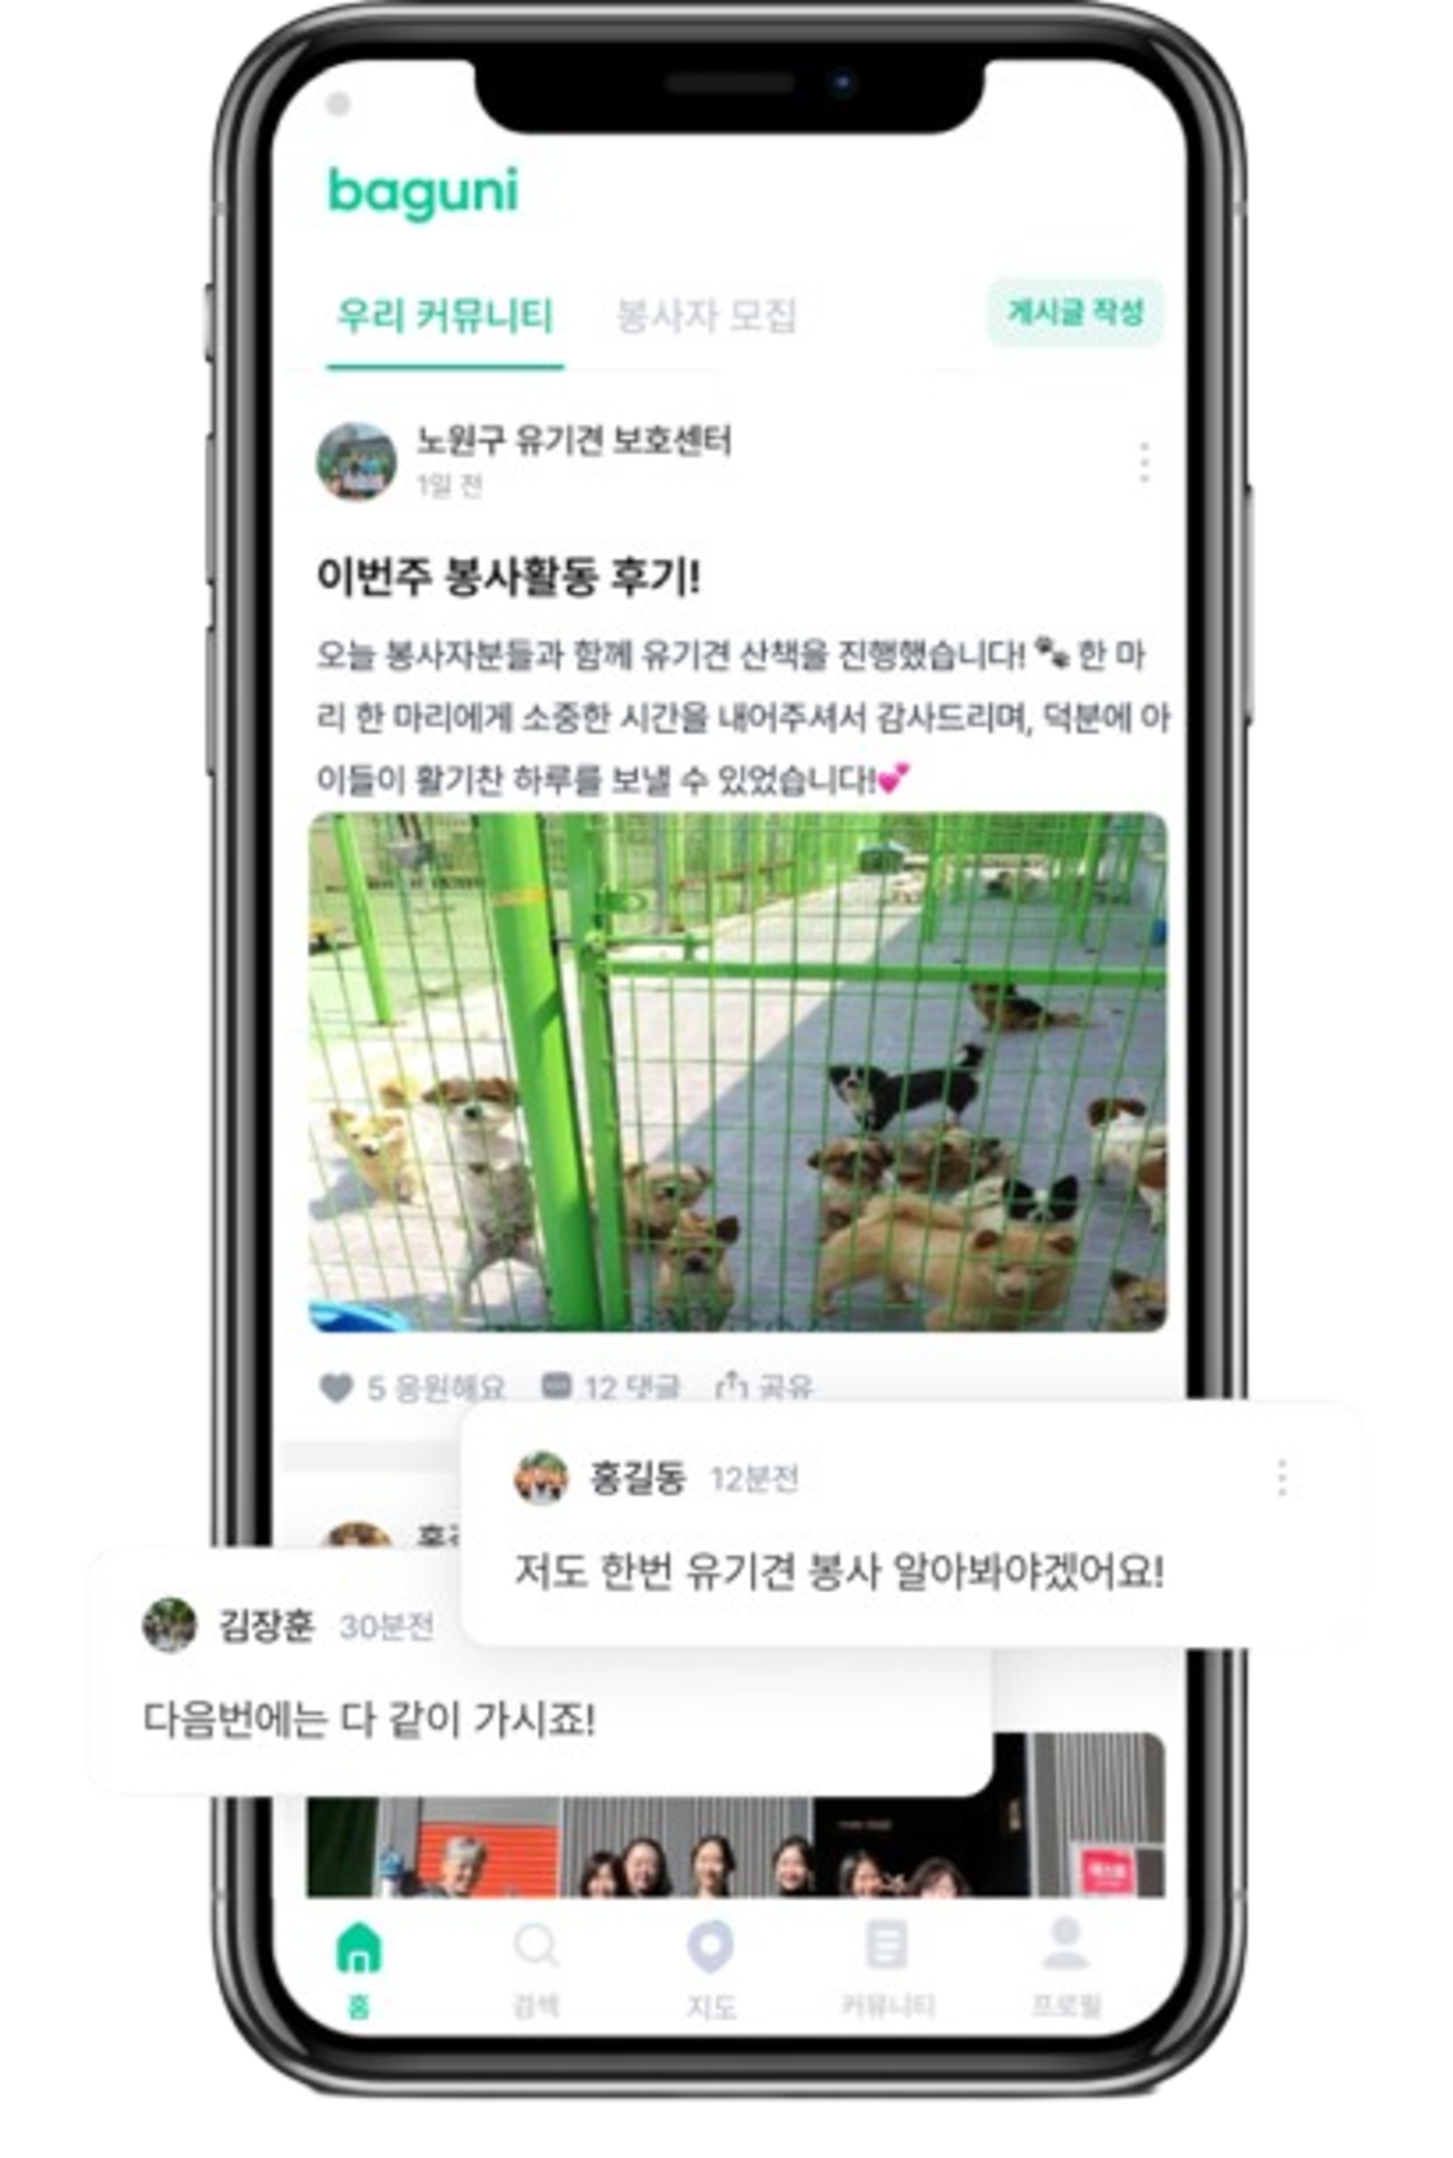 baguni
우리 커뮤니티
봉사자 모집
게시글 작성
노원구 유기견 보호센터
1일 전
이번주 봉사활동 후기!
오늘 봉사자분들과 함께 유기견 산책을 진행했습니다! 🐾 한 마
리 한 마리에게 소중한 시간을 내어주셔서 감사드리며, 덕분에 아
이들이 활기찬 하루를 보낼 수 있었습니다!💕
5 응원해요
12 댓글
공유
홍길동 12분전
저도 한번 유기견 봉사 알아봐야겠어요!
김장훈 30분전
다음번에는 다 같이 가시죠!
홈
검색
지도
커뮤니티
프로필